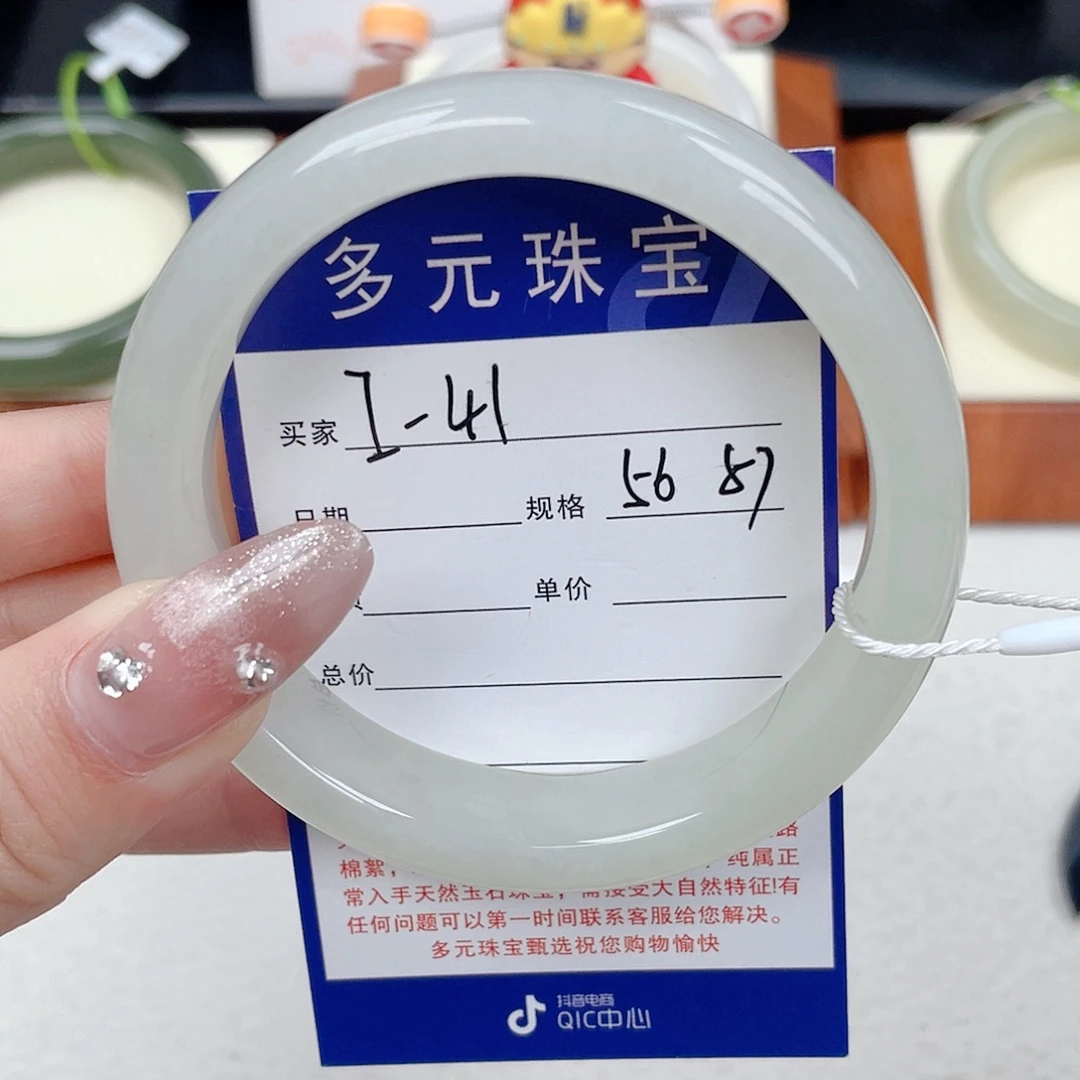 多元珠宝
买家 I-41
日期 规格 56 57
单价
总价
路
棉絮， 纯属正
常入手天然玉石珠宝，需接受大自然特征!有
任何问题可以第一时间联系客服给您解决。
多元珠宝甄选祝您购物愉快
抖音电商
QIC中心